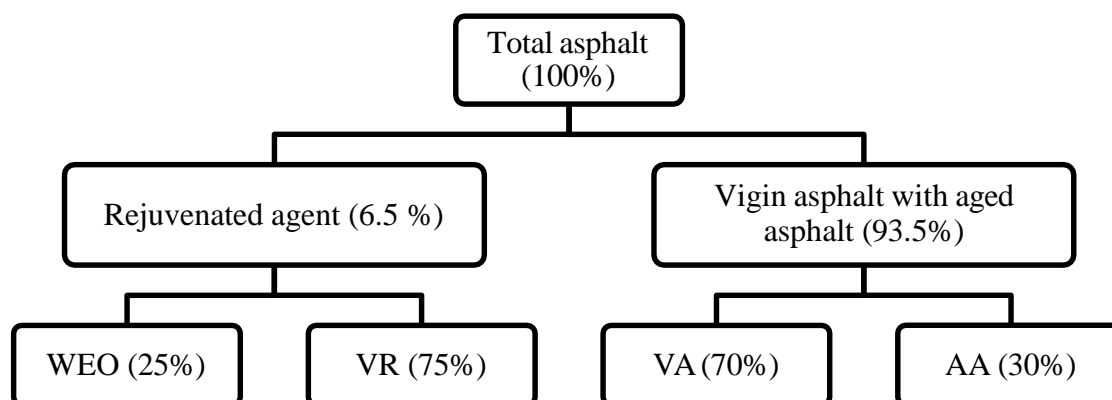 Total asphalt
(100%)
Rejuvenated agent (6.5 %)
Vigin asphalt with aged
asphalt (93.5%)
WEO (25%)
VR (75%)
VA (70%)
AA (30%)